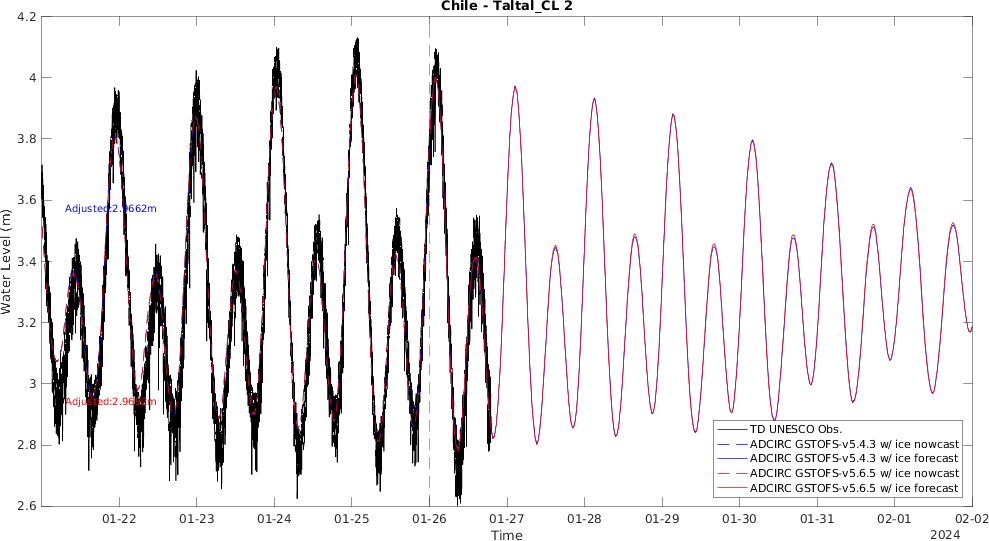 Chile - Taltal_CL 2
Water Level (m)
4.2
4
3.8
3.6
3.4
3.2
3
2.8
2.6
Adjusted:2.9662m
TD UNESCO Obs.
ADCIRC GSTOFS-v5.4.3 w/ ice nowcast
ADCIRC GSTOFS-v5.4.3 w/ ice forecast
ADCIRC GSTOFS-v5.6.5 w/ ice nowcast
ADCIRC GSTOFS-v5.6.5 w/ ice forecast
01-22 01-23 01-24 01-25 01-26 01-27 01-28 01-29 01-30 01-31 02-01 02-02
Time
2024